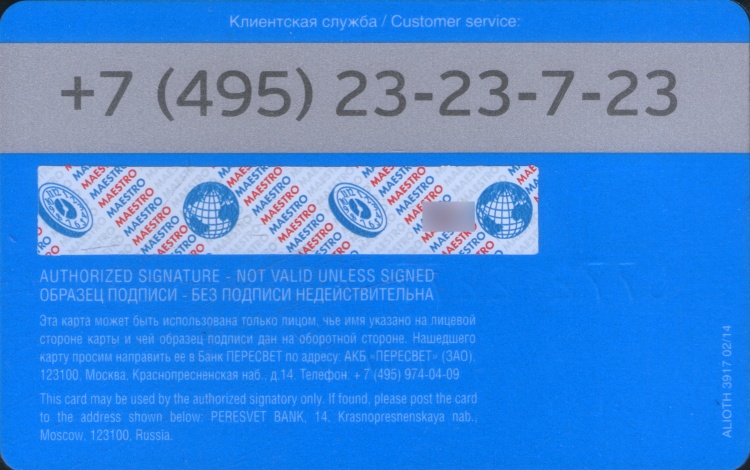 Клиентская служба / Customer service:
+7 (495) 23-23-7-23
MAESTRO
AUTHORIZED SIGNATURE - NOT VALID UNLESS SIGNED
ОБРАЗЕЦ ПОДПИСИ - БЕЗ ПОДПИСИ НЕДЕЙСТВИТЕЛЬНА
Эта карта может быть использована только лицом, чье имя указано на лицевой
стороне карты и чей образец подписи дан на оборотной стороне. Нашедшего
карту просим направить ее в Банк ПЕРЕСВЕТ по адресу: АКБ «ПЕРЕСВЕТ» (ЗАО),
123100, Москва, Краснопресненская наб., д.14. Телефон: + 7 (495) 974-04-09
This card may be used by the authorized signatory only. If found, please post the card
to the address shown below: PERESVET BANK, 14, Krasnopresnenskaya nab.,
Moscow, 123100, Russia.
ALIOTH 3917 02/14